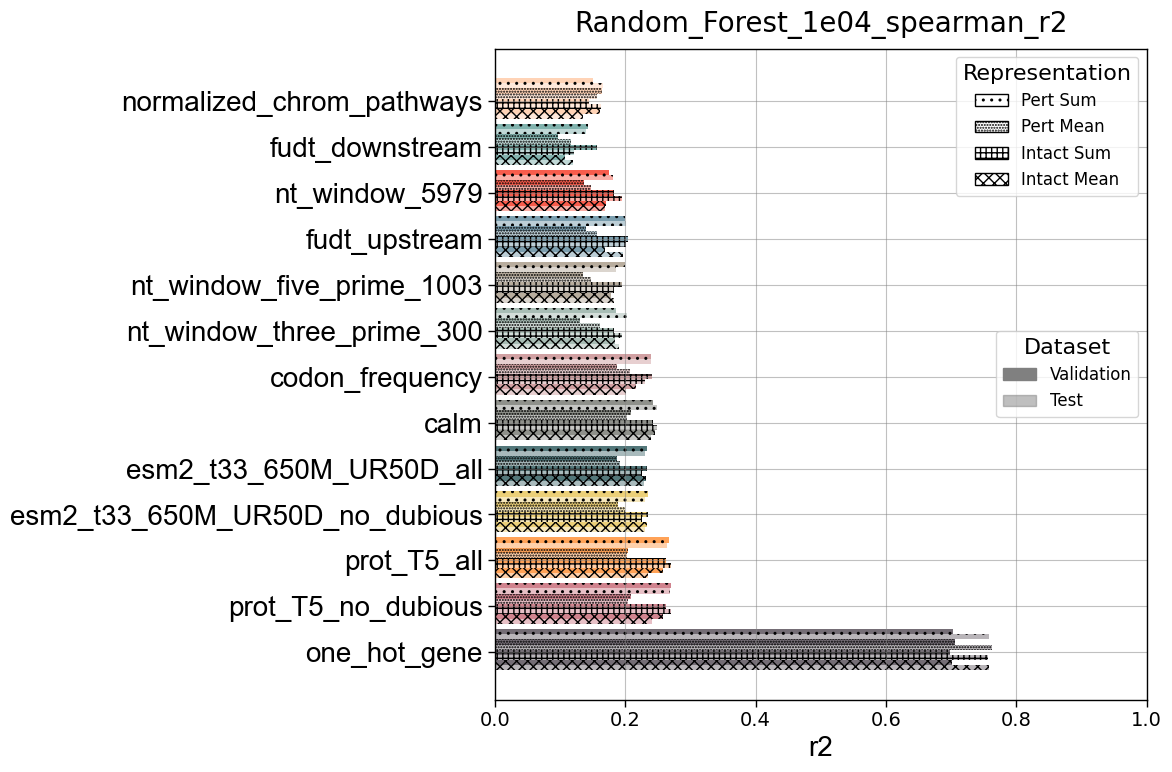 Random_Forest_1e04_spearman_r2
Representation
Pert Sum
Pert Mean
Intact Sum
Intact Mean
Dataset
Validation
Test
normalized_chrom_pathways
fudt_downstream
nt_window_5979
fudt_upstream
nt_window_five_prime_1003
nt_window_three_prime_300
codon_frequency
calm
esm2_t33_650M_UR50D_all
esm2_t33_650M_UR50D_no_dubious
prot_T5_all
prot_T5_no_dubious
one_hot_gene
0.0 0.2 0.4 0.6 0.8 1.0
r2